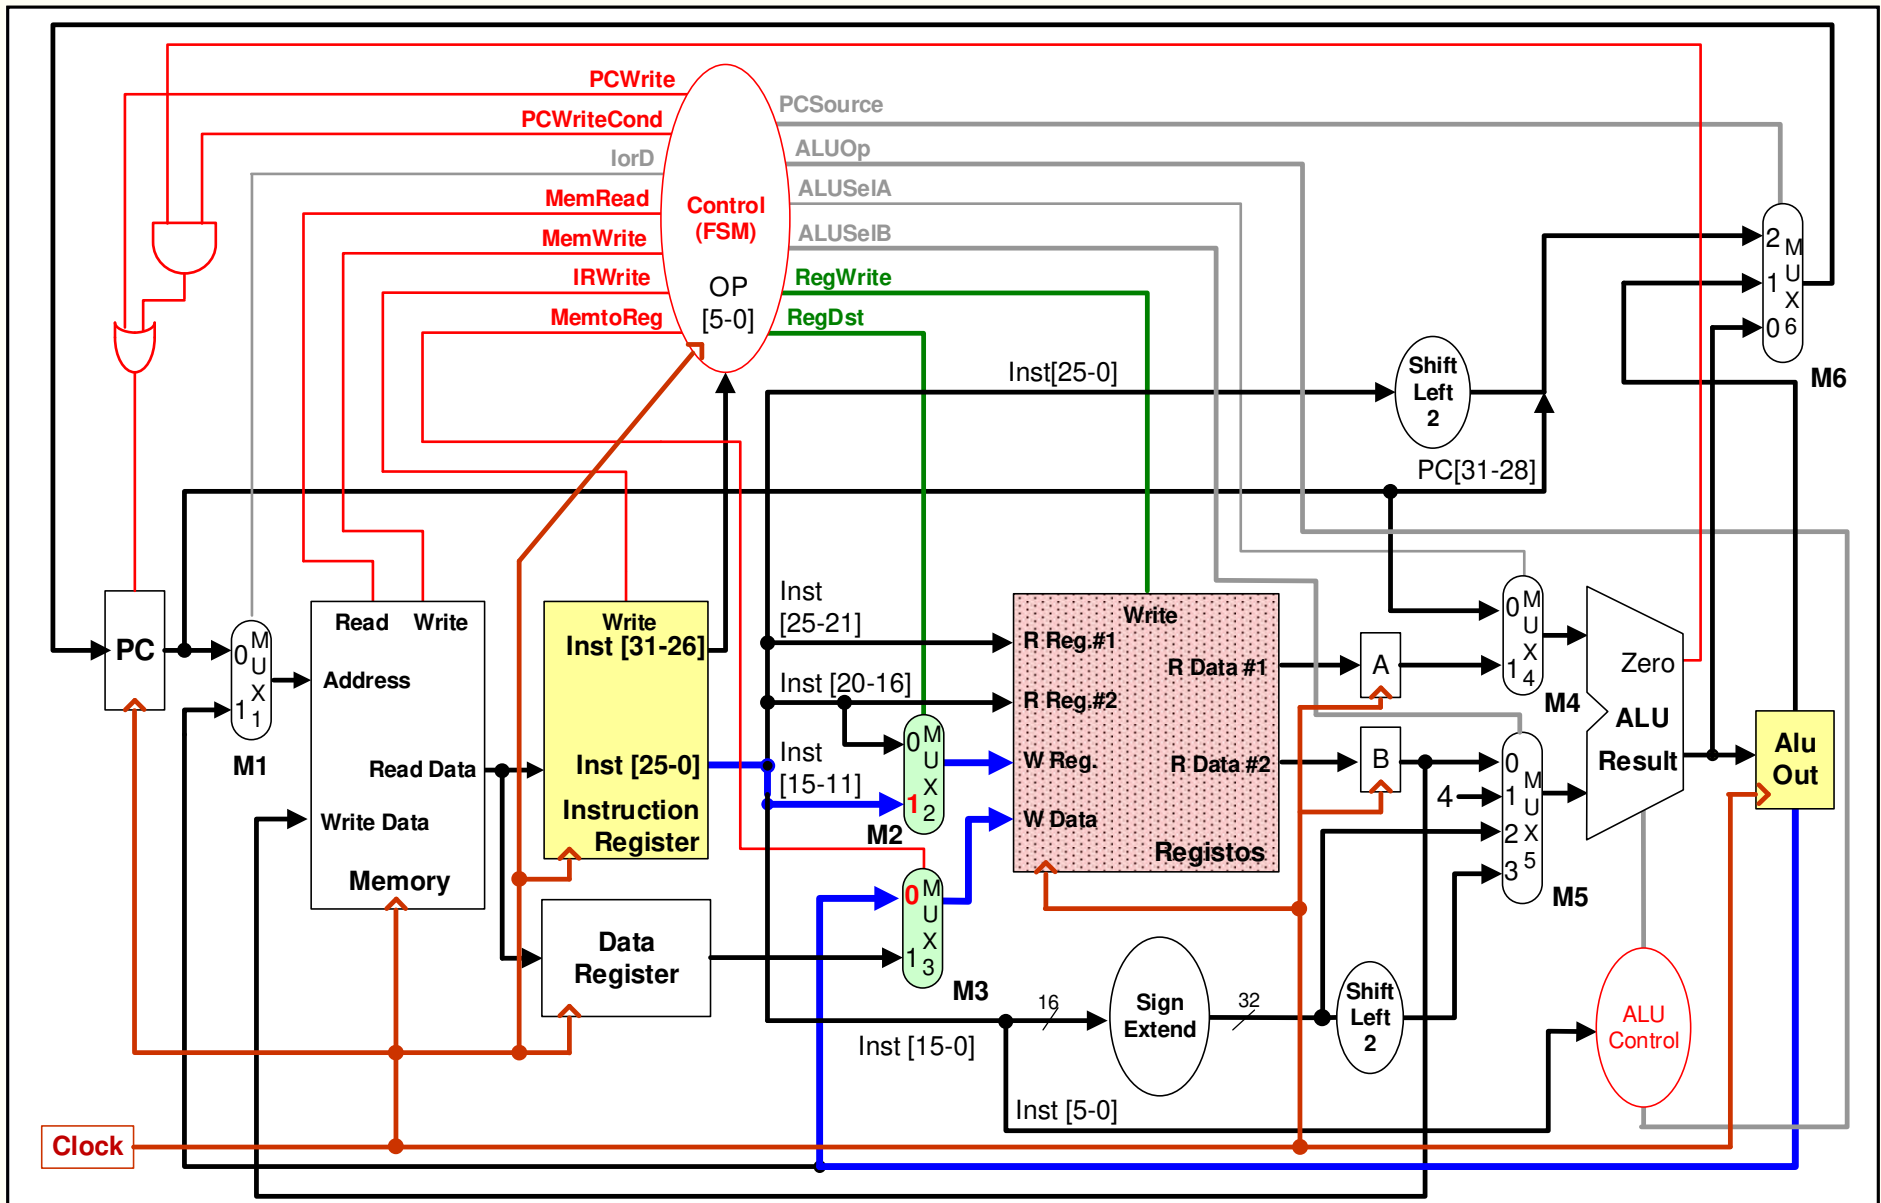 PCWrite
PCWriteCond
IorD
MemRead
MemWrite
IRWrite
MemtoReg
Control
(FSM)
OP
[5-0]
PCSource
ALUOp
ALUSelA
ALUSelB
RegWrite
RegDst
Inst[25-0]
Shift
Left
2
PC[31-28]
2
1
0
M
U
X
6
M6
PC
0
1
M
U
X
1
M1
Read
Write
Address
Read Data
Write Data
Memory
Write
Inst [31-26]
Inst [25-0]
Instruction
Register
Data
Register
Inst
[25-21]
Inst [20-16]
Inst
[15-11]
0
1
M
U
X
2
M2
0
1
M
U
X
3
M3
Write
R Reg.#1
R Reg.#2
W Reg.
W Data
R Data #1
R Data #2
Registos
A
B
4
0
1
M
U
X
4
M4
0
1
2
3
M
U
X
5
M5
Zero
ALU
Result
Alu
Out
Inst [15-0]
16
Sign
Extend
32
Shift
Left
2
ALU
Control
Inst [5-0]
Clock